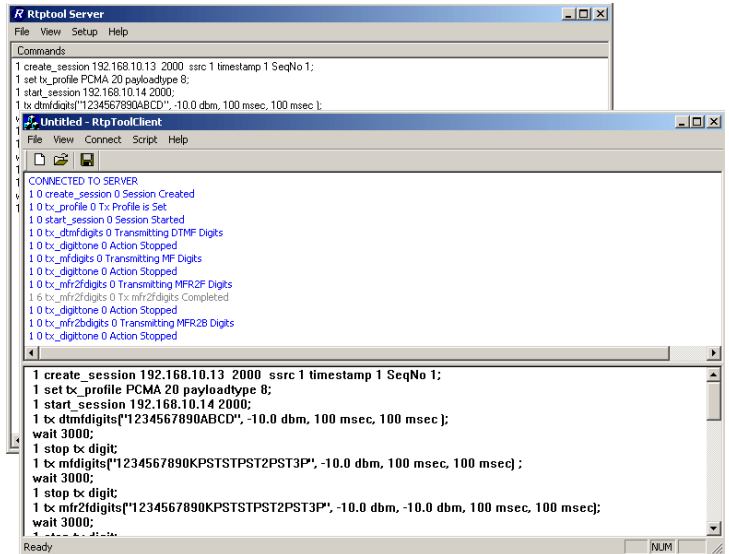 R Rtptool Server
File View Setup Help
Commands
1 create_session 192.168.10.13 2000 ssrc 1 timestamp 1 SeqNo 1;
1 set tx_profile PCMA 20 payloadtype 8;
1 start_session 192.168.10.14 2000;
1 tx dtmfdigits("1234567890ABCD", -10.0 dbm, 100 msec, 100 msec );
Untitled - RtpToolClient
File View Connect Script Help
CONNECTED TO SERVER
1 0 create_session 0 Session Created
1 0 tx_profile 0 Tx Profile is Set
1 0 start_session 0 Session Started
1 0 tx_dtmfdigits 0 Transmitting DTMF Digits
1 0 tx_digittone 0 Action Stopped
1 0 tx_mfdigits 0 Transmitting MF Digits
1 0 tx_digittone 0 Action Stopped
1 0 tx_mfr2fdigits 0 Transmitting MFR2F Digits
1 6 tx_mfr2fdigits 0 Tx mfr2fdigits Completed
1 0 tx_digittone 0 Action Stopped
1 0 tx_mfr2bdigits 0 Transmitting MFR2B Digits
1 0 tx_digittone 0 Action Stopped
1 create_session 192.168.10.13 2000 ssrc 1 timestamp 1 SeqNo 1;
1 set tx_profile PCMA 20 payloadtype 8;
1 start_session 192.168.10.14 2000;
1 tx dtmfdigits("1234567890ABCD", -10.0 dbm, 100 msec, 100 msec );
wait 3000;
1 stop tx digit;
1 tx mfdigits("1234567890KPSTSTPST2PST3P", -10.0 dbm, 100 msec, 100 msec) ;
wait 3000;
1 stop tx digit;
1 tx mfr2fdigits("1234567890KPSTSTPST2PST3P", -10.0 dbm, -10.0 dbm, 100 msec, 100 msec);
wait 3000;
1 stop tx digit;
Ready
NUM